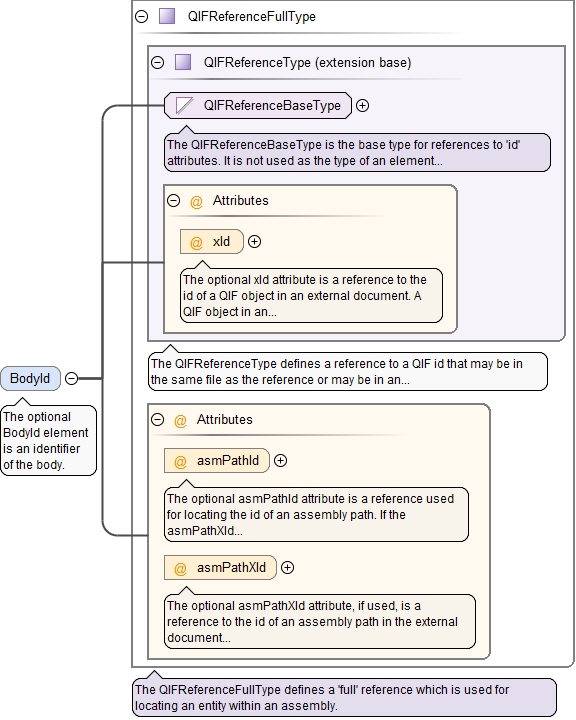 QIFReferenceFullType
QIFReferenceType (extension base)
QIFReferenceBaseType
The QIFReferenceBaseType is the base type for references to 'id'
attributes. It is not used as the type of an element...
@ Attributes
@ xId
The optional xId attribute is a reference to the
id of a QIF object in an external document. A
QIF object in an...
The QIFReferenceType defines a reference to a QIF id that may be in
the same file as the reference or may be in an...
BodyId
The optional
BodyId element
is an identifier
of the body.
@ Attributes
@ asmPathId
The optional asmPathId attribute is a reference used
for locating the id of an assembly path. If the
asmPathXId...
@ asmPathXId
The optional asmPathXId attribute, if used, is a
reference to the id of an assembly path in the external
document...
The QIFReferenceFullType defines a 'full' reference which is used for
locating an entity within an assembly.